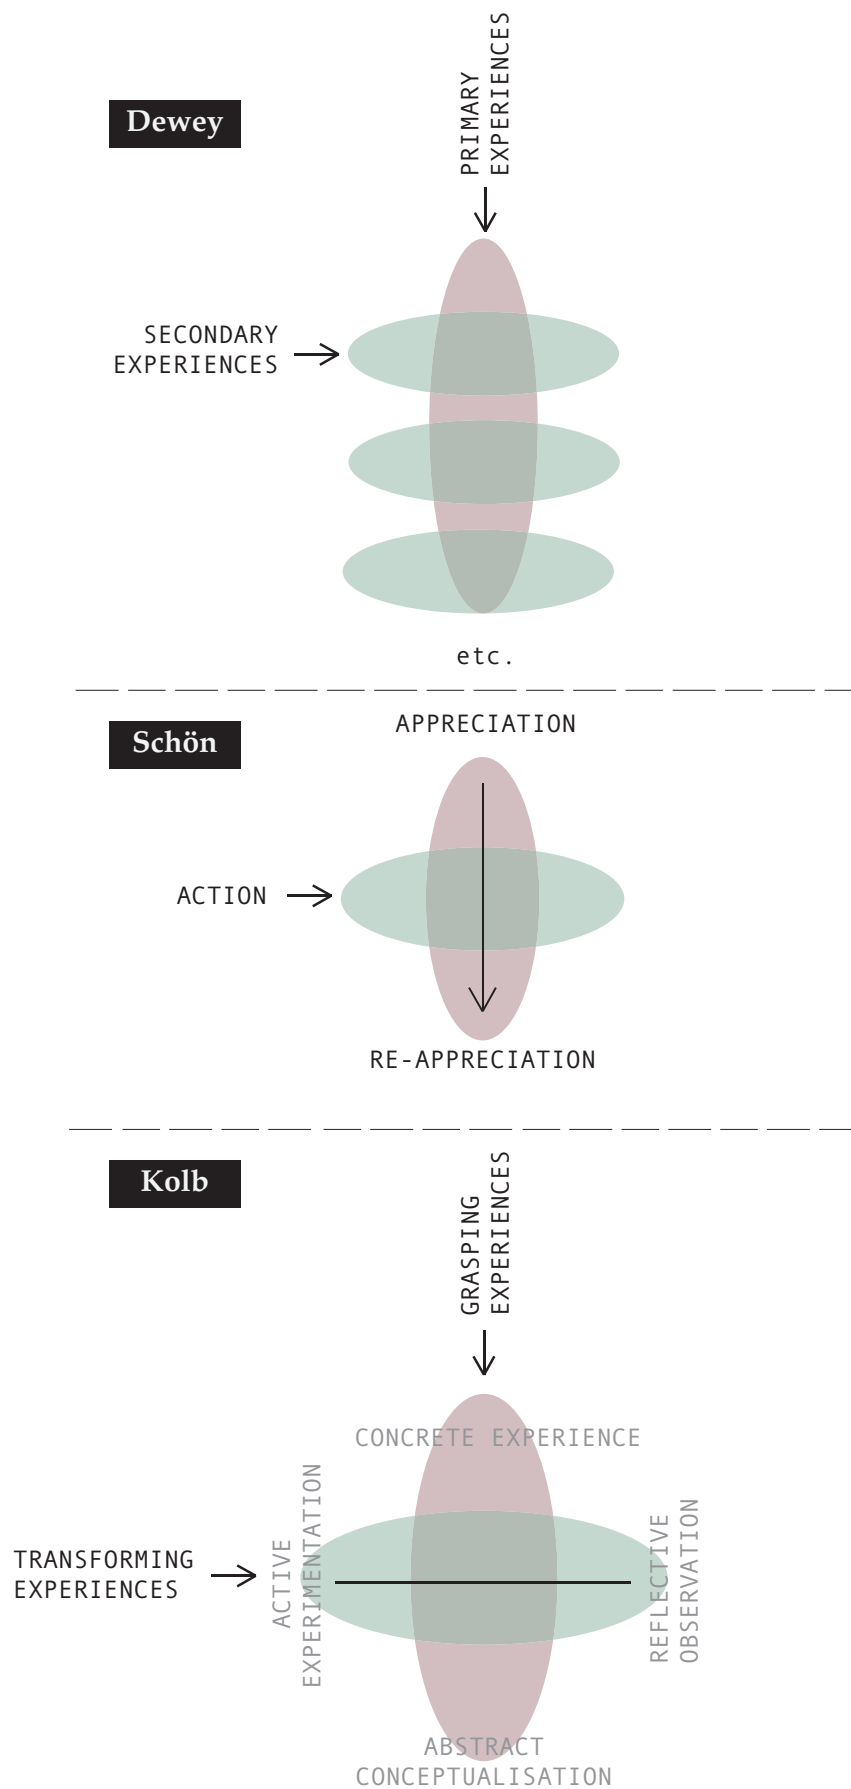 Dewey
PRIMARY
EXPERIENCES
SECONDARY
EXPERIENCES
etc.
Schön
APPRECIATION
ACTION
RE-APPRECIATION
Kolb
GRASPING
EXPERIENCES
CONCRETE EXPERIENCE
TRANSFORMING
EXPERIENCES
ACTIVE
EXPERIMENTATION
REFLECTIVE
OBSERVATION
ABSTRACT
CONCEPTUALISATION